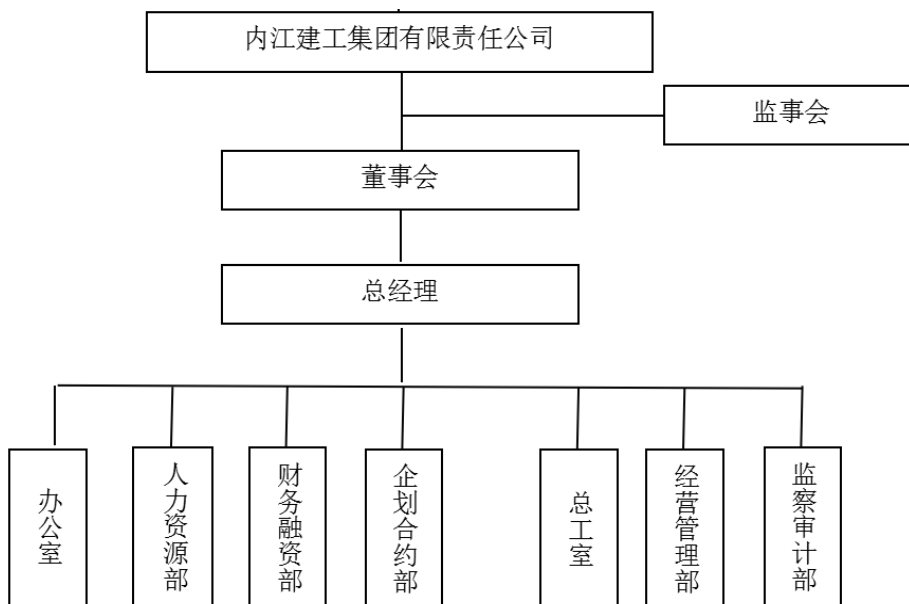 内江建工集团有限责任公司
监事会
董事会
总经理
办公室
人力资源部
财务融资部
企划合约部
总工室
经营管理部
监察审计部